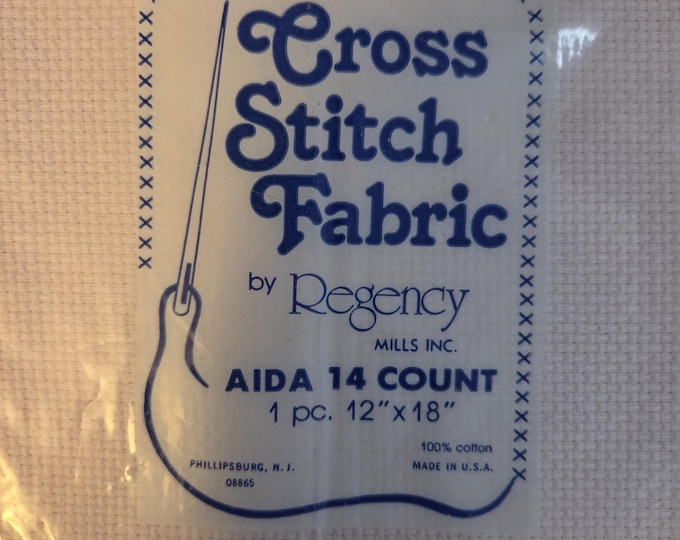 Cross
Stitch
Fabric
by Regency
MILLS INC.
AIDA 14 COUNT
1 pc. 12" x 18"
100% cotton
PHILLIPSBURG, N. J. MADE IN U.S.A.
08865